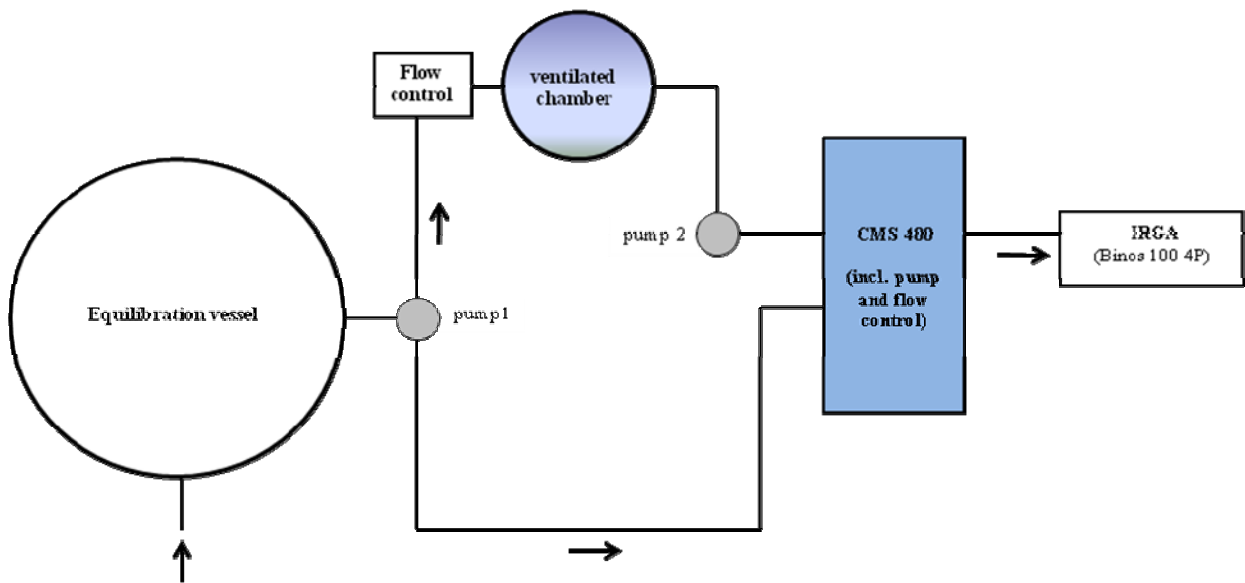 Flow
control
ventilated
chamber
Equilibration vessel
pump1
pump 2
CMS 400
(incl. pump
and flow
control)
IRGA
(Binos 100 4P)